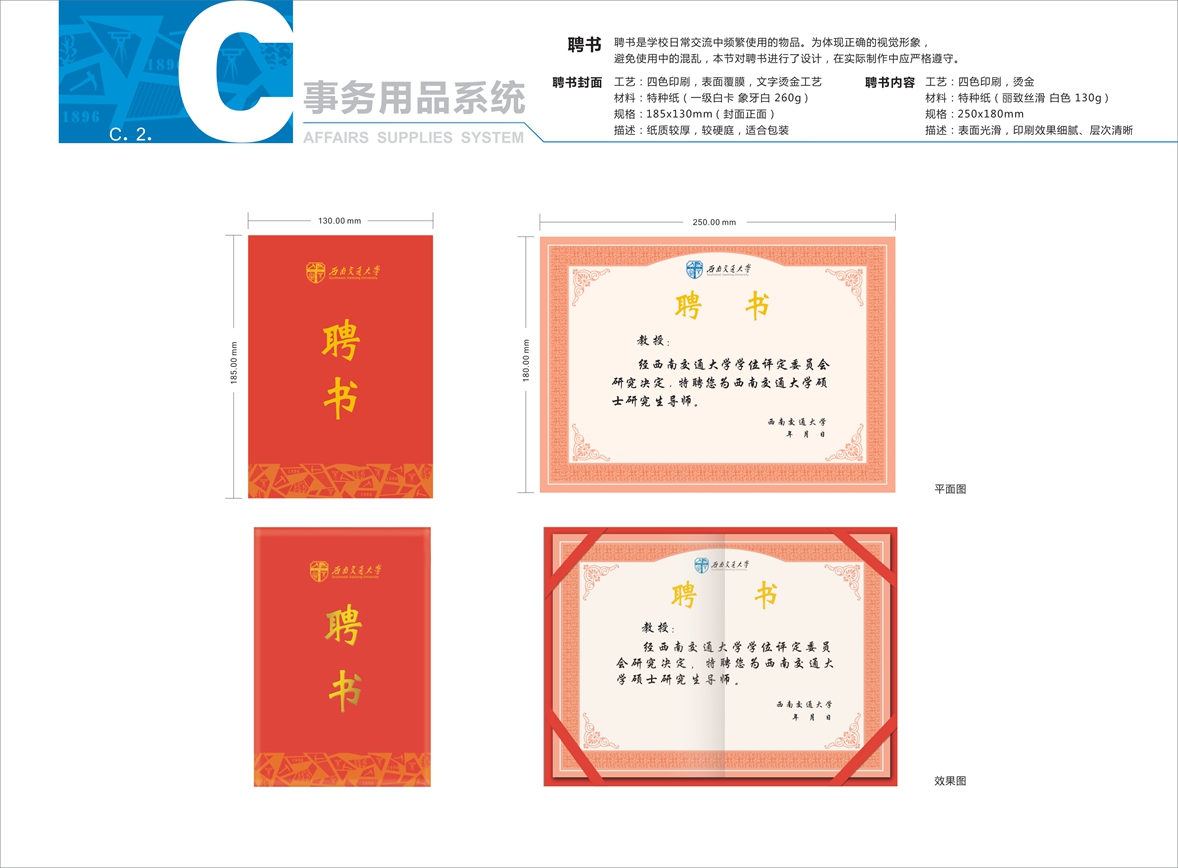 C
189
1896
C. 2.
事务用品系统
AFFAIRS SUPPLIES SYSTEM
聘书
聘书是学校日常交流中频繁使用的物品。为体现正确的视觉形象，
避免使用中的混乱，本节对聘书进行了设计，在实际制作中应严格遵守。
聘书封面
工艺：四色印刷，表面覆膜，文字烫金工艺
材料：特种纸（一级白卡 象牙白 260g）
规格：185x130mm（封面正面）
描述：纸质较厚，较硬庭，适合包装
聘书内容
工艺：四色印刷，烫金
材料：特种纸（丽致丝滑 白色 130g）
规格：250x180mm
描述：表面光滑，印刷效果细腻、层次清晰
130.00 mm
185.00 mm
西南交通大学
聘
书
250.00 mm
180.00 mm
西南交通大学
聘 书
教授：
经西南交通大学学位评定委员会
研究决定，特聘您为西南交通大学硕
士研究生导师。
西南交通大学
年 月 日
平面图
西南交通大学
聘
书
西南交通大学
聘 书
教授：
经西南交通大学学位评定委员
会研究决定，特聘您为西南交通大
学硕士研究生导师。
西南交通大学
年 月 日
效果图